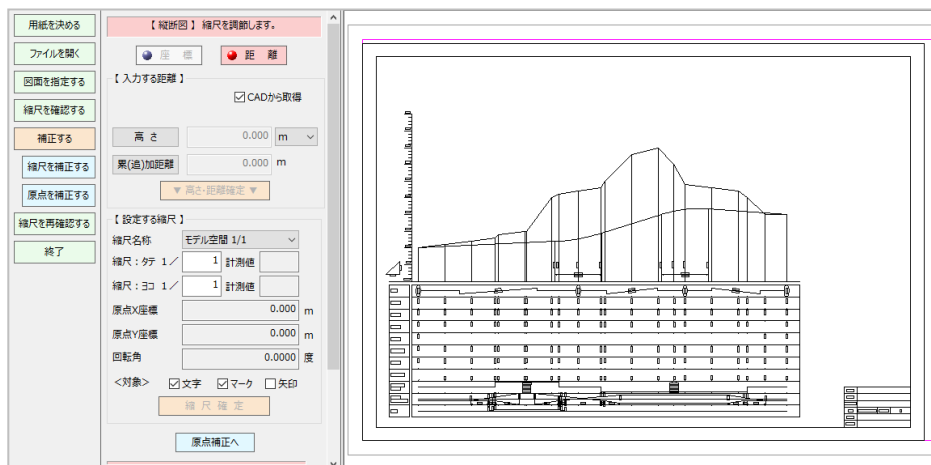 用紙を決める
ファイルを開く
図面を指定する
縮尺を確認する
補正する
縮尺を補正する
原点を補正する
縮尺を再確認する
終了
【 縦断図 】 縮尺を調節します。
座 標
距 離
【 入力する距離 】
CADから取得
高 さ 0.000 m
累(追)加距離 0.000 m
▼ 高さ・距離確定 ▼
【 設定する縮尺 】
縮尺名称 モデル空間 1/1
縮尺：タテ 1／ 1 計測値
縮尺：ヨコ 1／ 1 計測値
原点X座標 0.000 m
原点Y座標 0.000 m
回転角 0.0000 度
<対象> 文字 マーク 矢印
縮 尺 確 定
原点補正へ